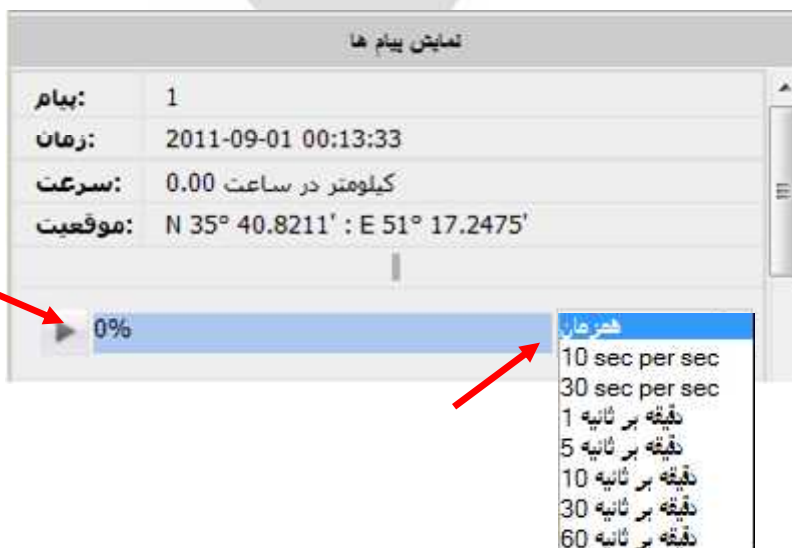 نمایش پیام ها
پیام: 1
زمان: 2011-09-01 00:13:33
سرعت: 0.00 کیلومتر در ساعت
موقعیت: N 35° 40.8211' : E 51° 17.2475'
0%
همزمان
10 sec per sec
30 sec per sec
1 دقیقه بر ثانیه
5 دقیقه بر ثانیه
10 دقیقه بر ثانیه
30 دقیقه بر ثانیه
60 دقیقه بر ثانیه